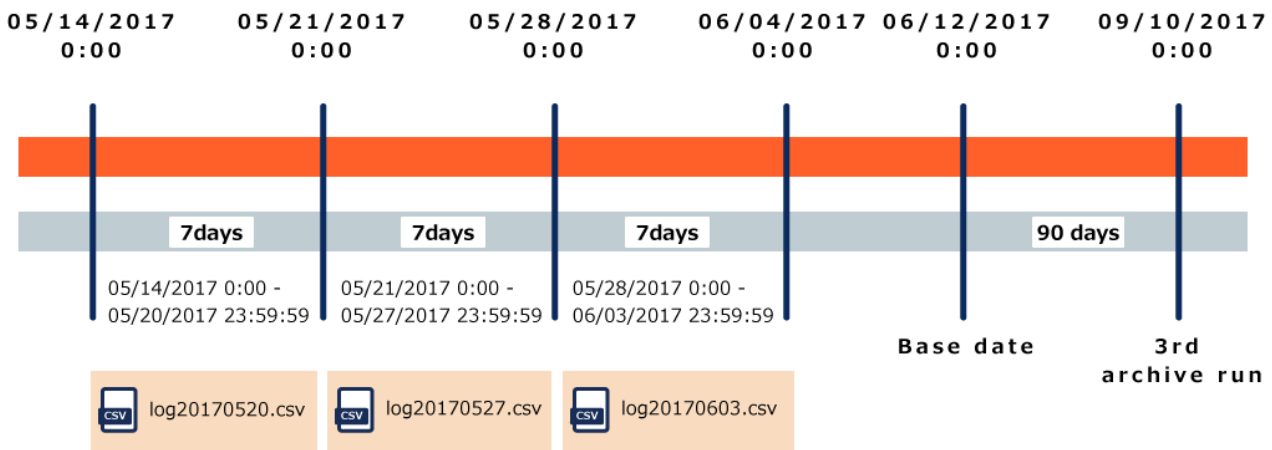 05/14/2017 05/21/2017 05/28/2017 06/04/2017 06/12/2017 09/10/2017
0:00 0:00 0:00 0:00 0:00 0:00
7days 7days 7days 90 days
05/14/2017 0:00 -
05/20/2017 23:59:59
05/21/2017 0:00 -
05/27/2017 23:59:59
05/28/2017 0:00 -
06/03/2017 23:59:59
Base date
3rd
archive run
CSV log20170520.csv
CSV log20170527.csv
CSV log20170603.csv